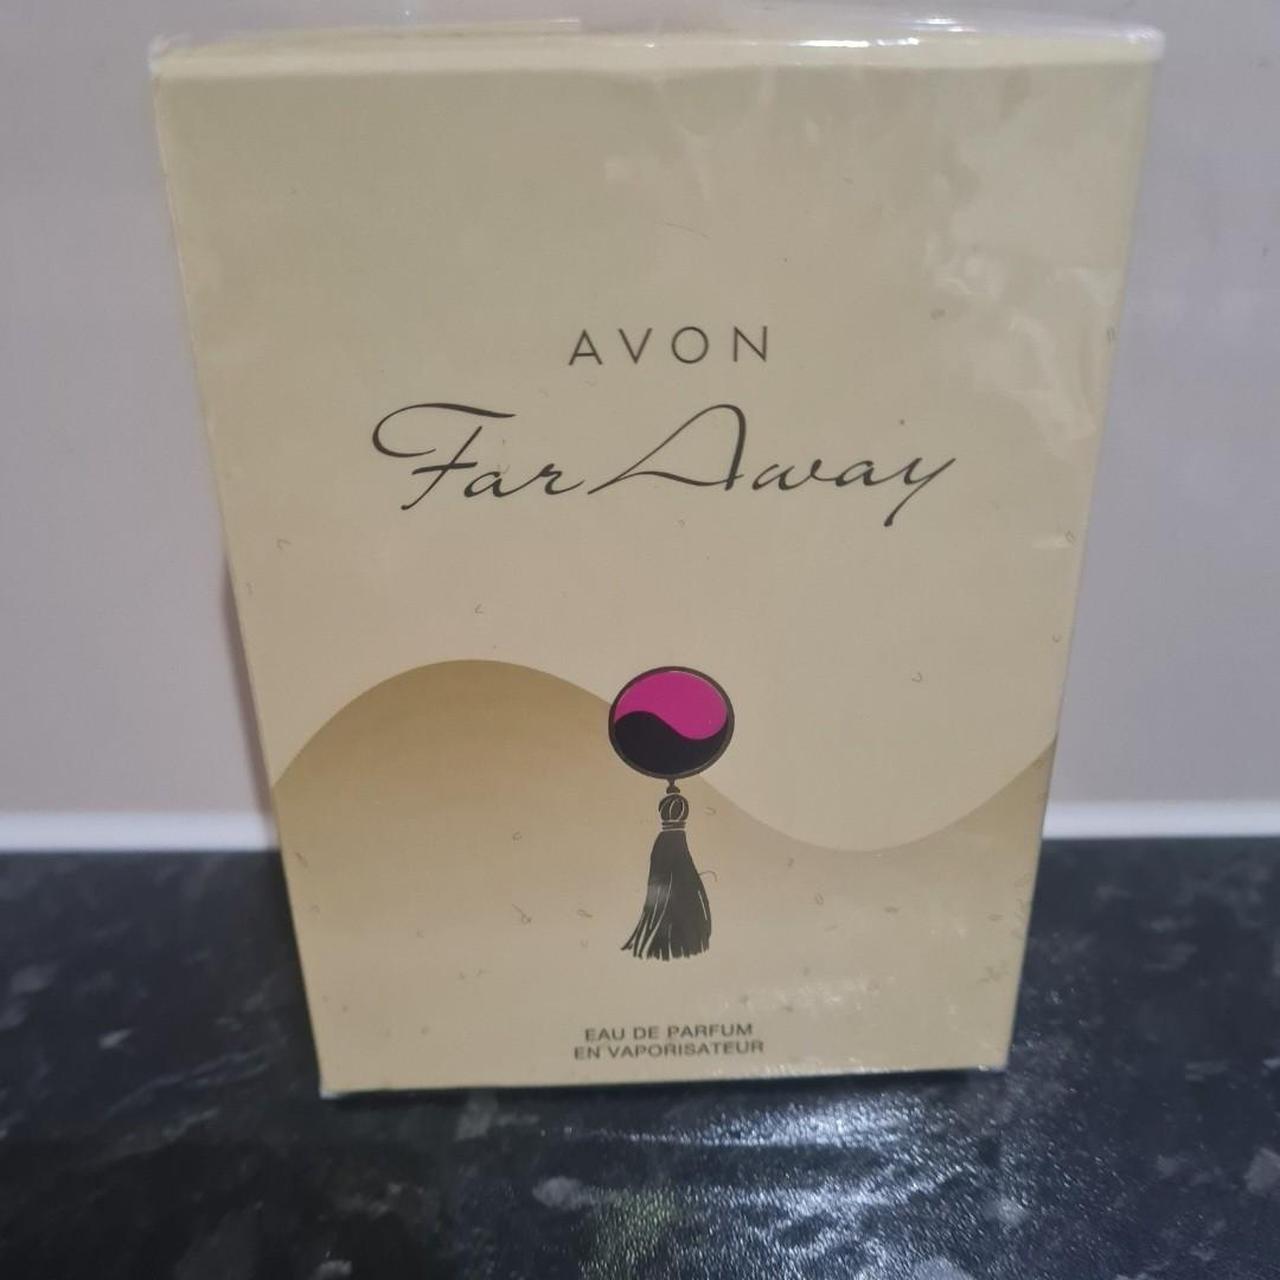 AVON
Far Away
EAU DE PARFUM
EN VAPORISATEUR